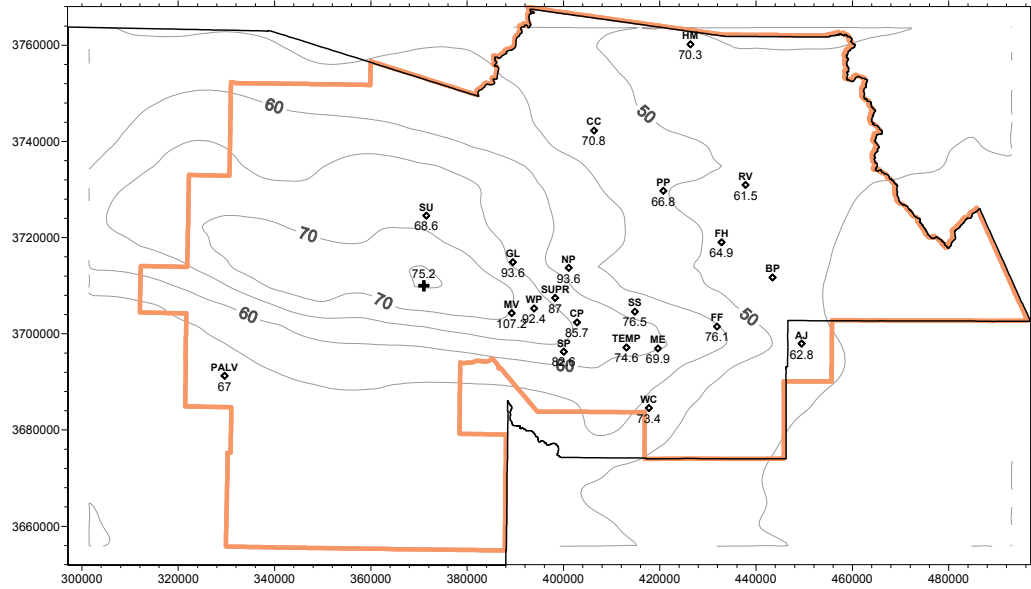 3760000
3740000
3720000
3700000
3680000
3660000
HM
70.3
60
50
CC
70.8
PP
66.8
RV
61.5
SU
68.6
70
FH
64.9
GL
93.6
NP
93.6
BP
75.2
SUPR
87
70
MV
107.2
WP
92.4
SS
76.5
60
CP
85.7
50
FF
76.1
SP
82.6
60
TEMP
74.6
ME
69.9
AJ
62.8
PALV
67
WC
73.4
300000 320000 340000 360000 380000 400000 420000 440000 460000 480000